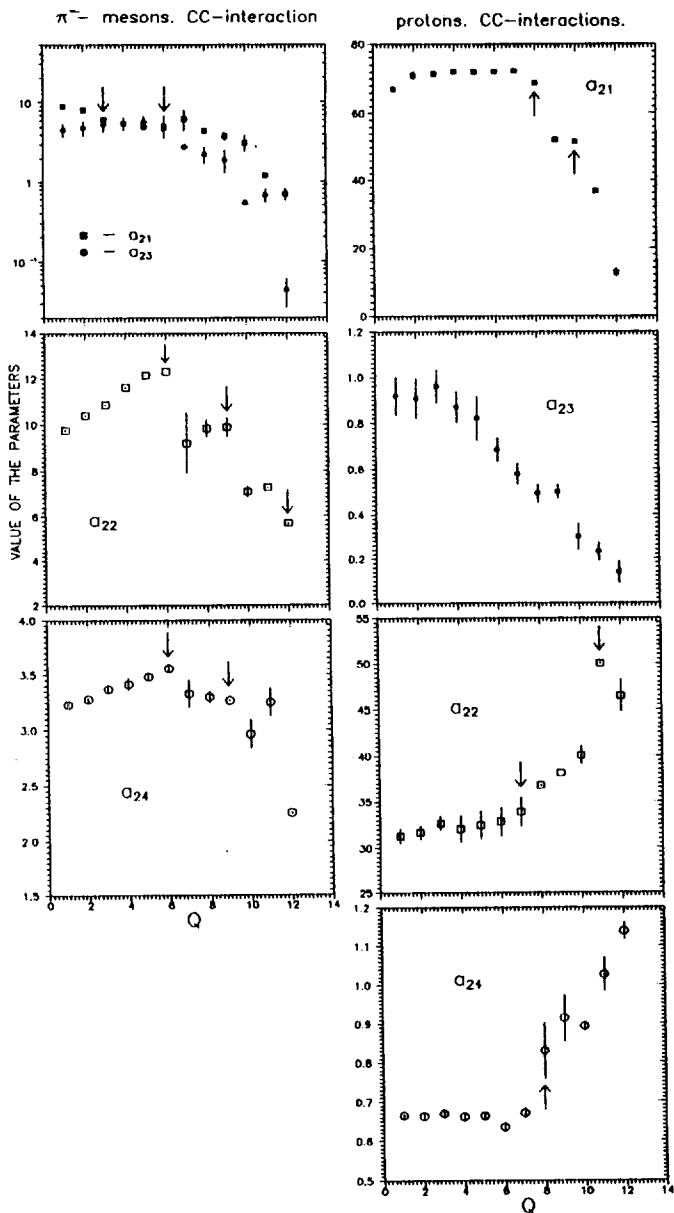 π⁻– mesons. CC–interaction
protons. CC–interactions.
VALUE OF THE PARAMETERS
10
1
10⁻¹
■ – a₂₁
● – a₂₃
14
12
10
8
6
4
2
a₂₂
4.0
3.5
3.0
2.5
2.0
1.5
a₂₄
0 2 4 6 8 10 12 14
Q
80
60
40
20
0
a₂₁
1.2
1.0
0.8
0.6
0.4
0.2
0.0
a₂₃
55
50
45
40
35
30
25
a₂₂
1.2
1.1
1.0
0.9
0.8
0.7
0.6
0.5
a₂₄
0 2 4 6 8 10 12 14
Q